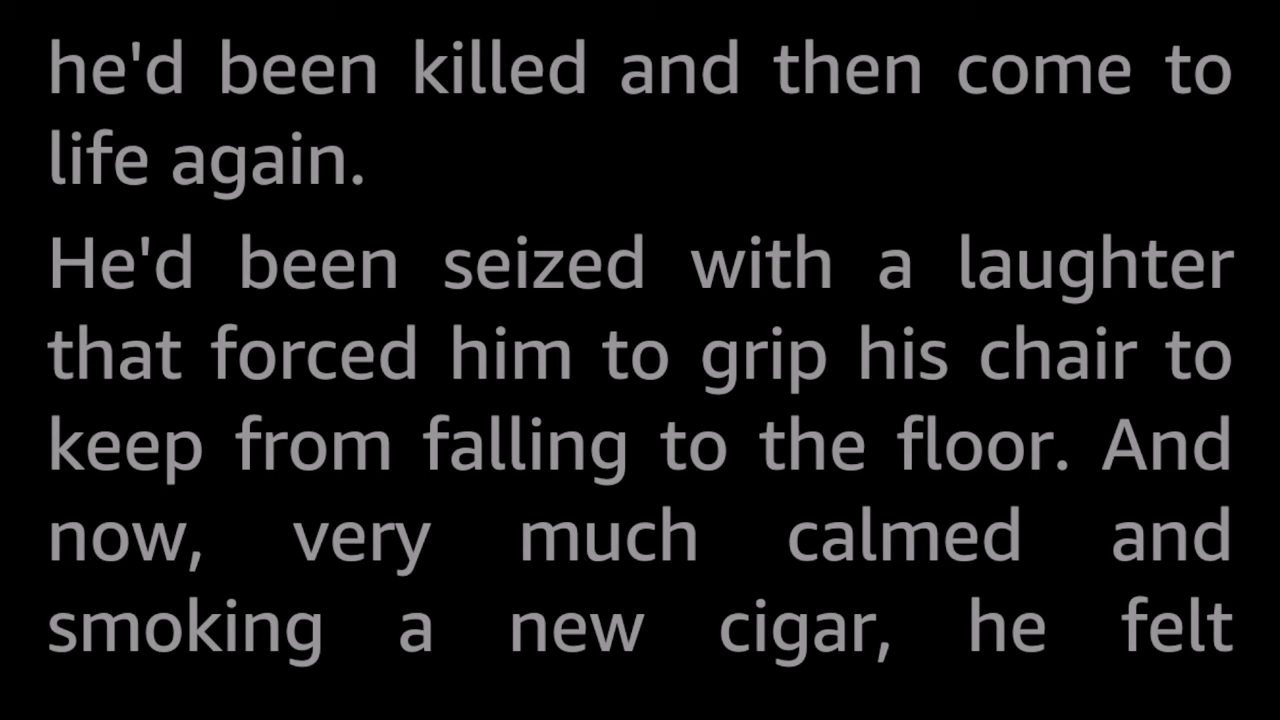 he'd been killed and then come to
life again.
He'd been seized with a laughter
that forced him to grip his chair to
keep from falling to the floor. And
now, very much calmed and
smoking a new cigar, he felt